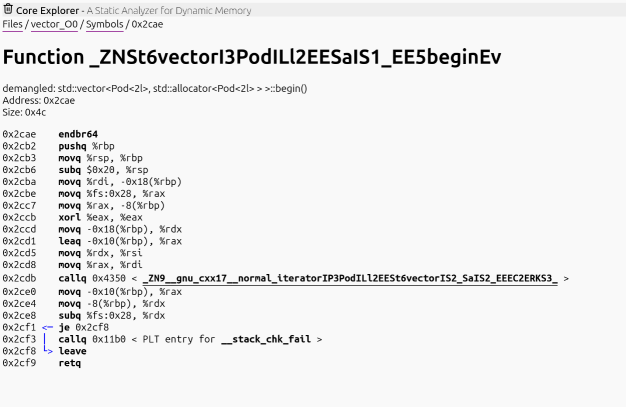 Core Explorer - A Static Analyzer for Dynamic Memory
Files / vector_O0 / Symbols / 0x2cae
Function _ZNSt6vectorI3PodILl2EESaIS1_EE5beginEv
demangled: std::vector<Pod<2l>, std::allocator<Pod<2l> > >::begin()
Address: 0x2cae
Size: 0x4c
0x2cae endbr64
0x2cb2 pushq %rbp
0x2cb3 movq %rsp, %rbp
0x2cb6 subq $0x20, %rsp
0x2cba movq %rdi, -0x18(%rbp)
0x2cbe movq %fs:0x28, %rax
0x2cc7 movq %rax, -8(%rbp)
0x2ccb xorl %eax, %eax
0x2ccd movq -0x18(%rbp), %rdx
0x2cd1 leaq -0x10(%rbp), %rax
0x2cd5 movq %rdx, %rsi
0x2cd8 movq %rax, %rdi
0x2cdb callq 0x4350 < _ZN9__gnu_cxx17__normal_iteratorIP3PodILl2EESt6vectorIS2_SaIS2_EEEC2ERKS3_ >
0x2ce0 movq -0x10(%rbp), %rax
0x2ce4 movq -8(%rbp), %rdx
0x2ce8 subq %fs:0x28, %rdx
0x2cf1 je 0x2cf8
0x2cf3 callq 0x11b0 < PLT entry for __stack_chk_fail >
0x2cf8 leave
0x2cf9 retq